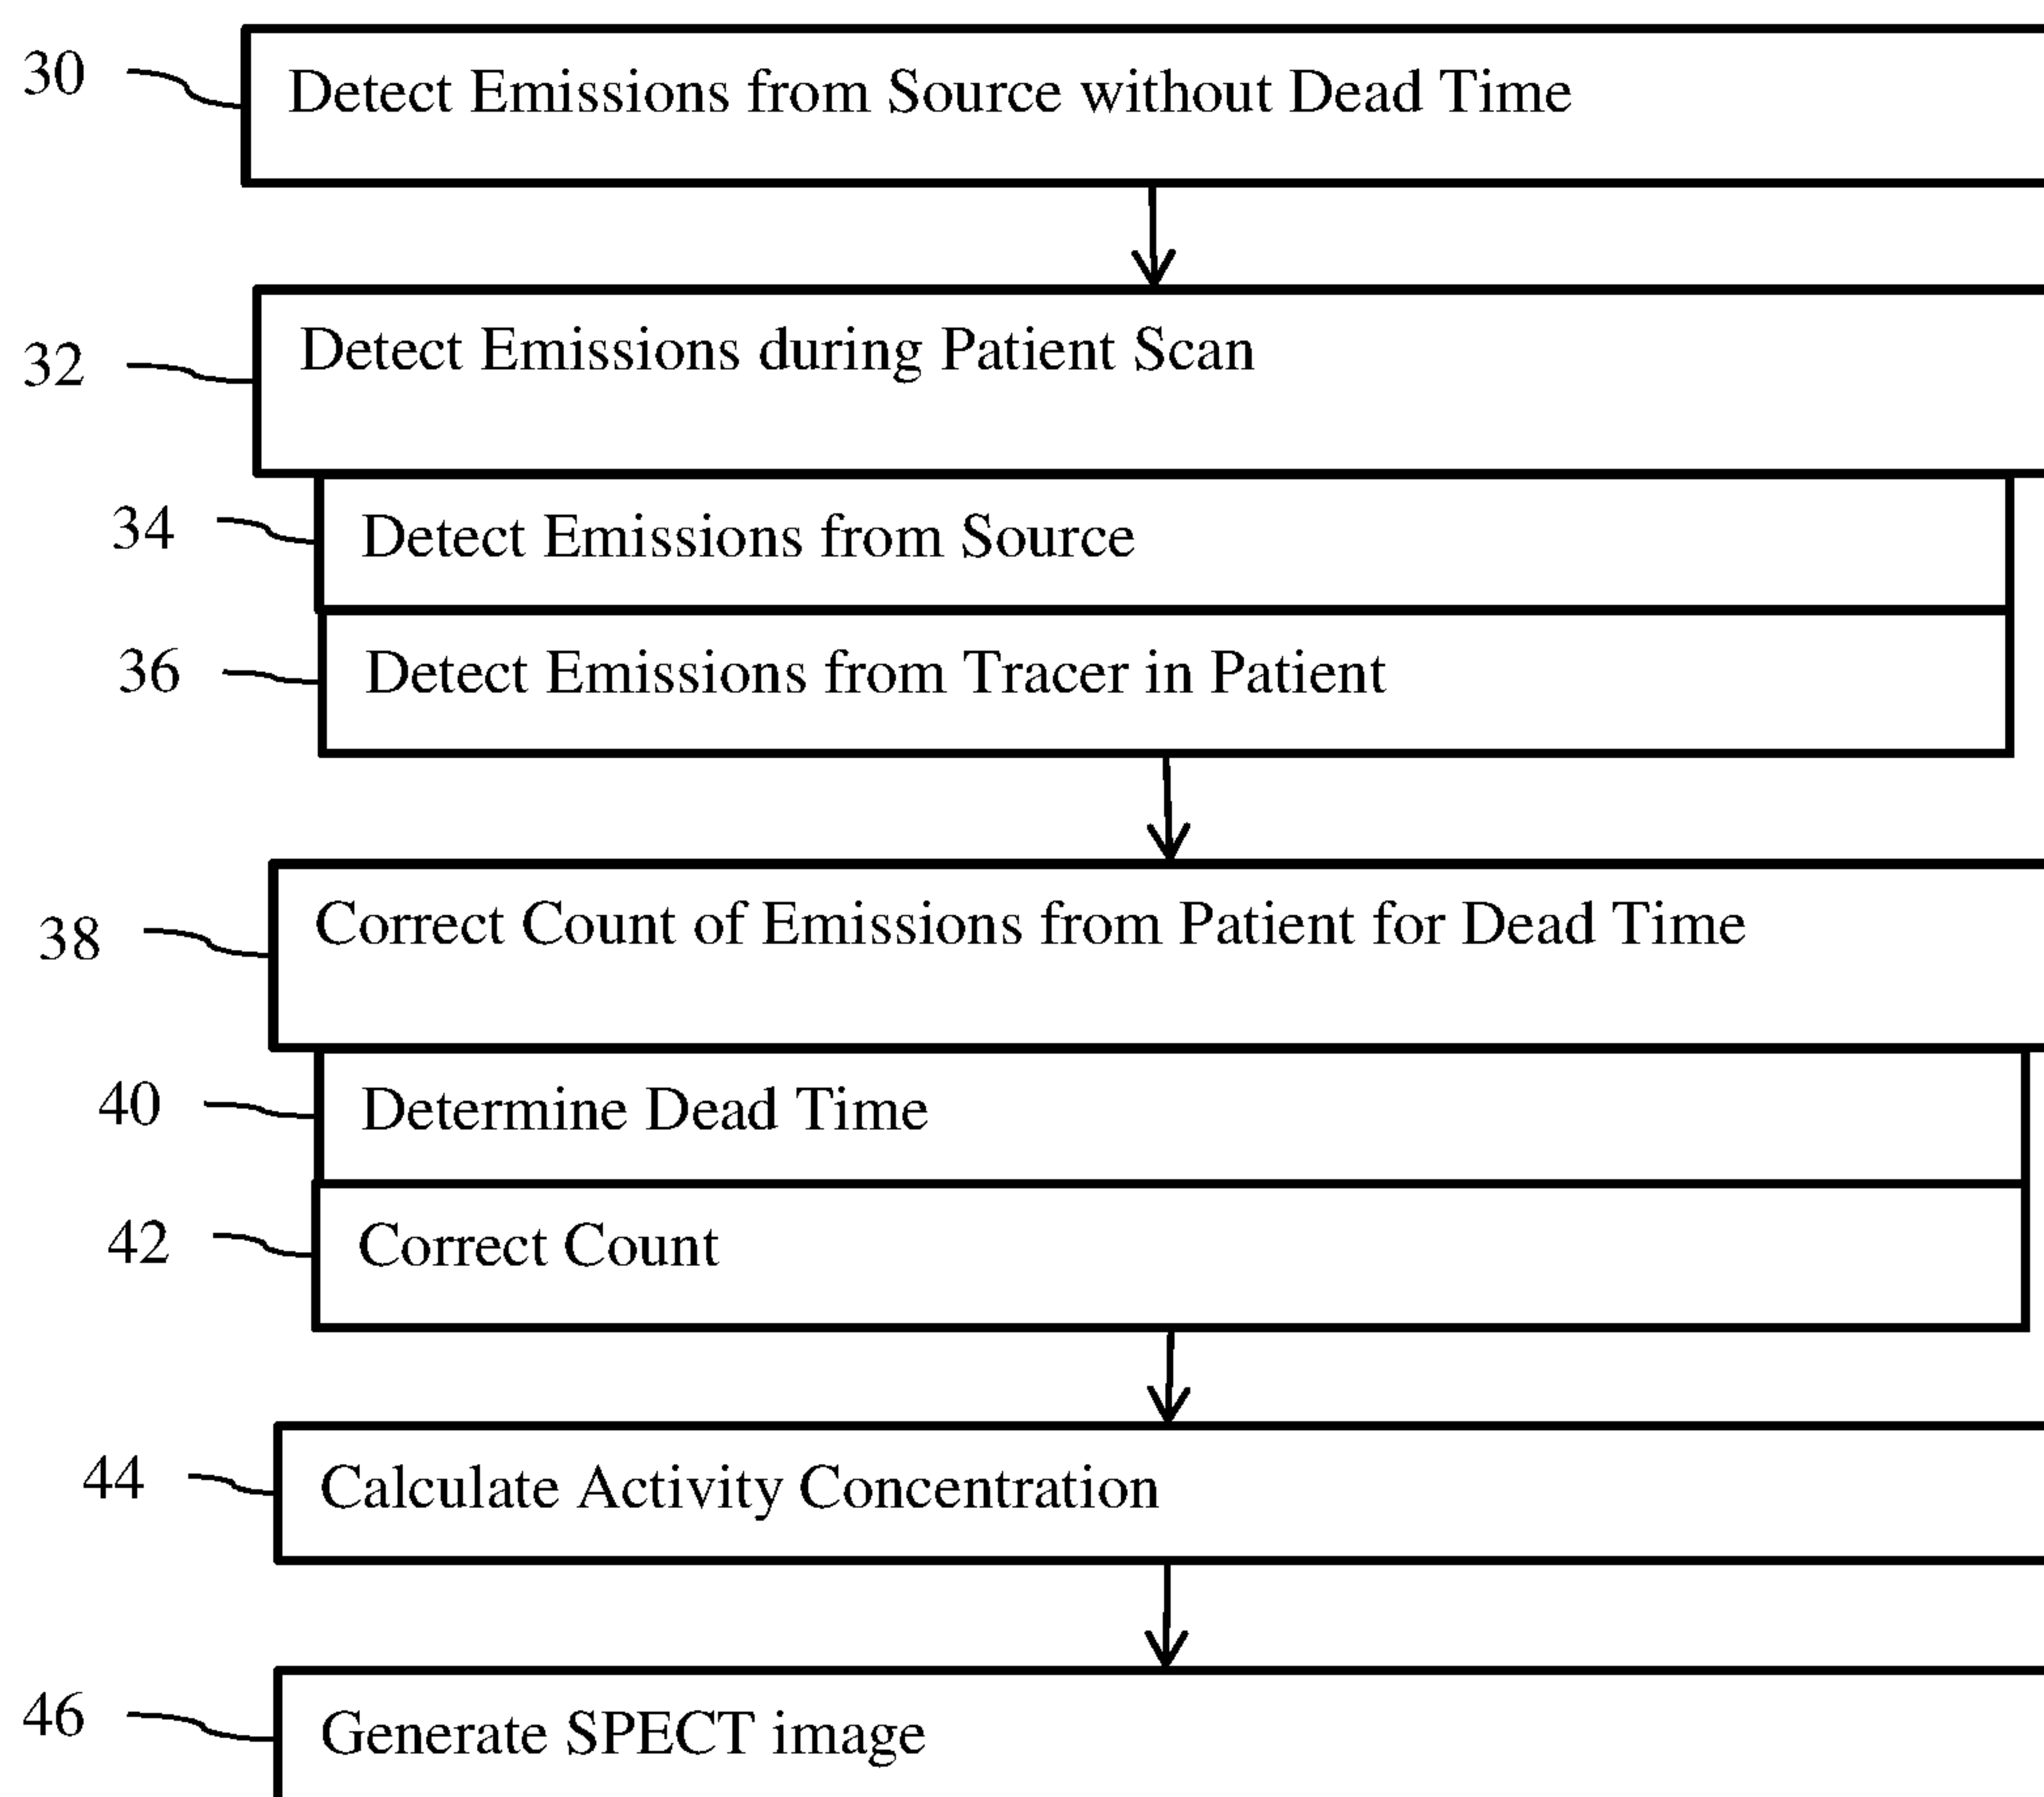 30
Detect Emissions from Source without Dead Time
32
Detect Emissions during Patient Scan
34
Detect Emissions from Source
36
Detect Emissions from Tracer in Patient
38
Correct Count of Emissions from Patient for Dead Time
40
Determine Dead Time
42
Correct Count
44
Calculate Activity Concentration
46
Generate SPECT image